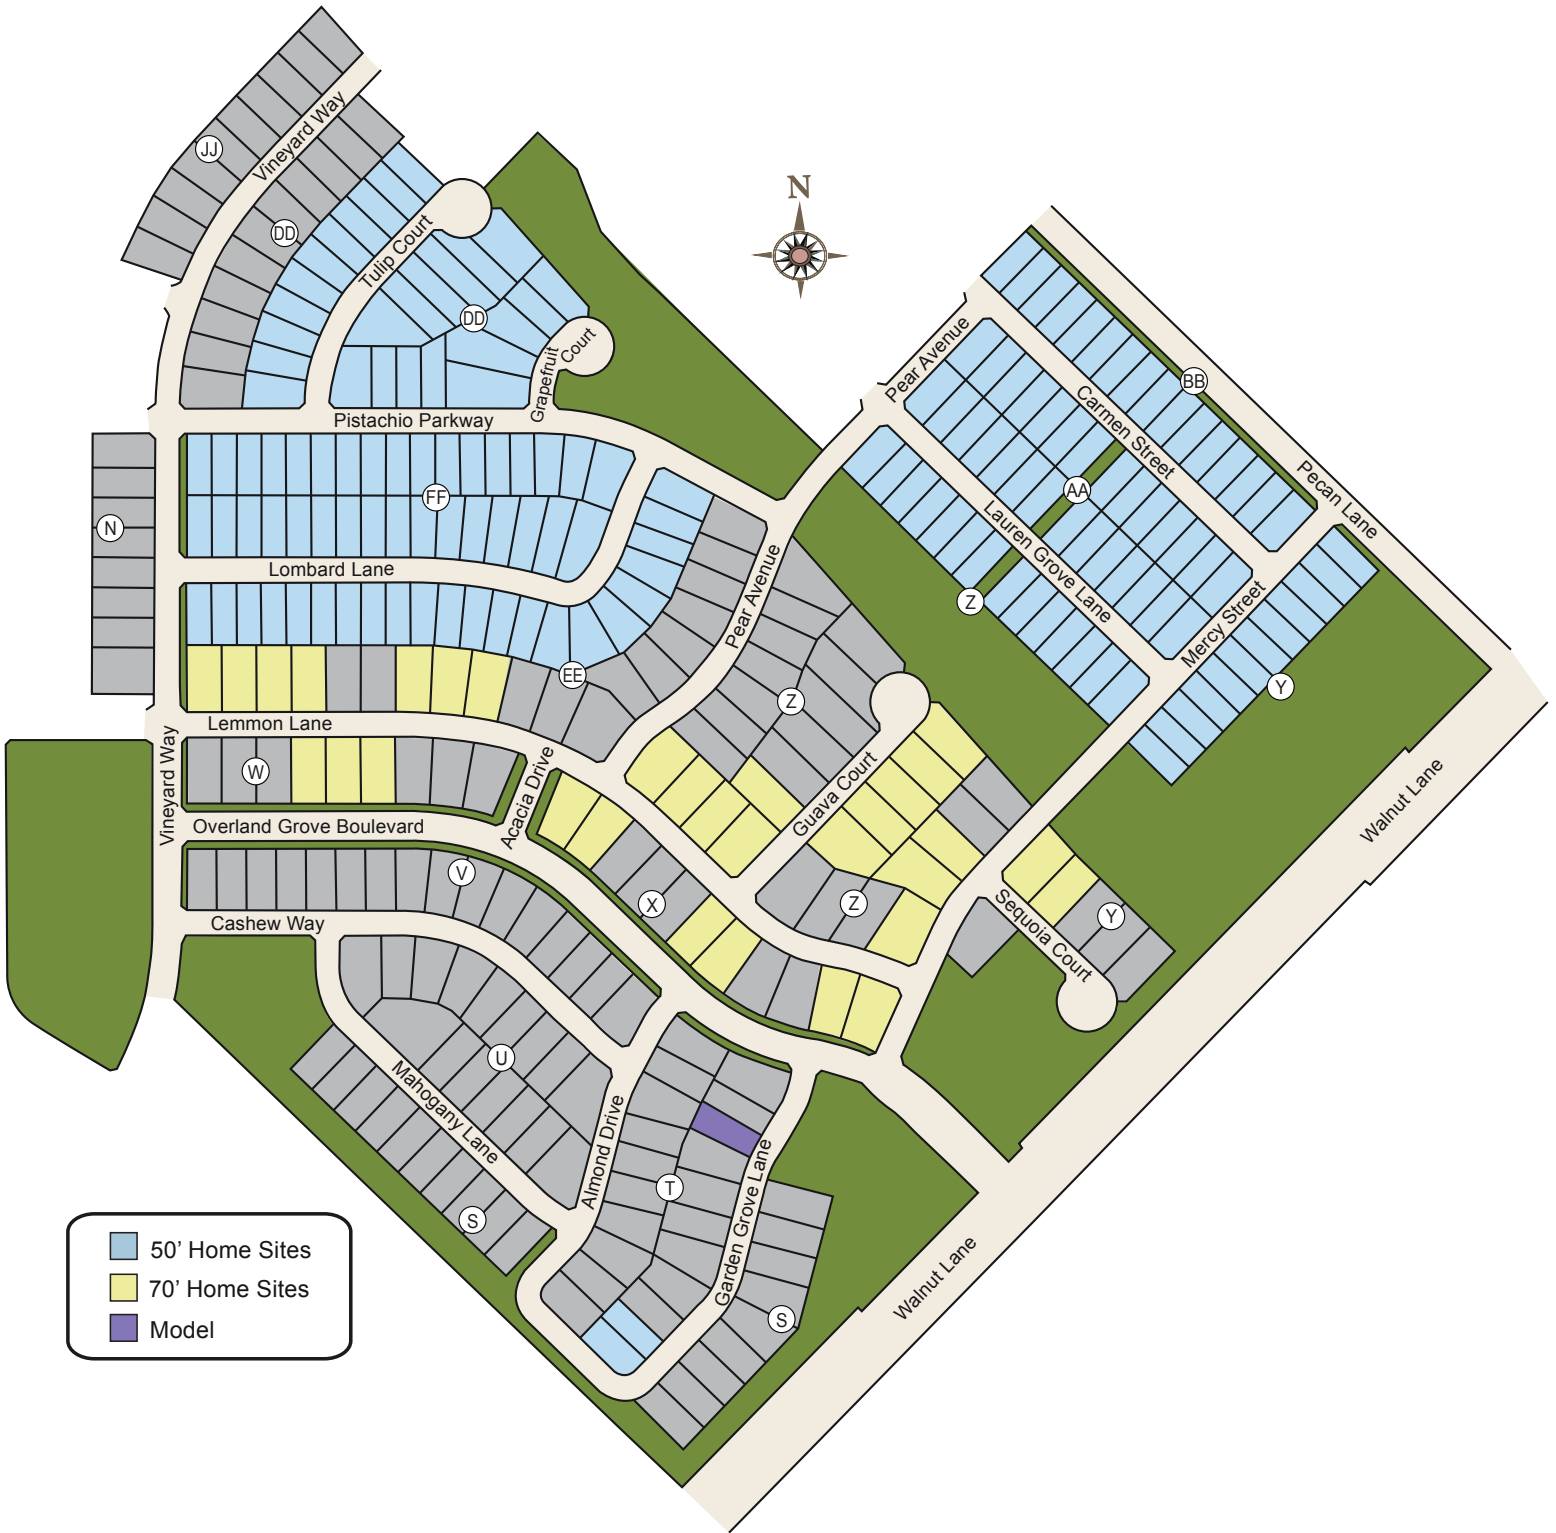 JJ
Vineyard Way
N
DD
Tulip Court
DD
Grapefruit
Court
Pistachio Parkway
Pear Avenue
BB
Carmen Street
Pecan Lane
AA
Lauren Grove Lane
FF
N
Lombard Lane
Pear Avenue
Z
Mercy Street
Y
EE
Z
Lemmon Lane
Vineyard Way
W
Acacia Drive
Guava Court
Walnut Lane
Overland Grove Boulevard
V
X
Z
Sequoia Court
Y
Cashew Way
U
Mahogany Lane
Almond Drive
T
Garden Grove Lane
S
S
Walnut Lane
50’ Home Sites
70’ Home Sites
Model